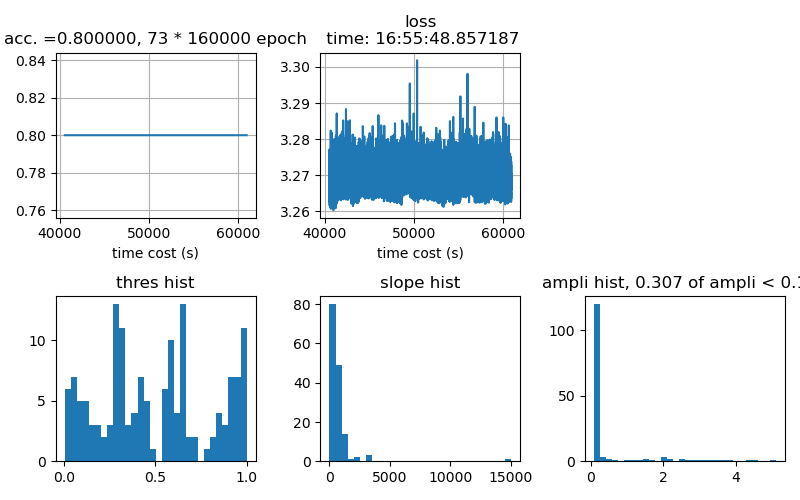 acc. =0.800000, 73 * 160000 epoch
0.84
0.82
0.80
0.78
0.76
40000 50000 60000
time cost (s)
loss
time: 16:55:48.857187
3.30
3.29
3.28
3.27
3.26
40000 50000 60000
time cost (s)
thres hist
10
5
0
0.0 0.5 1.0
slope hist
80
60
40
20
0
0 5000 10000 15000
ampli hist, 0.307 of ampli < 0.1
100
50
0
0 2 4